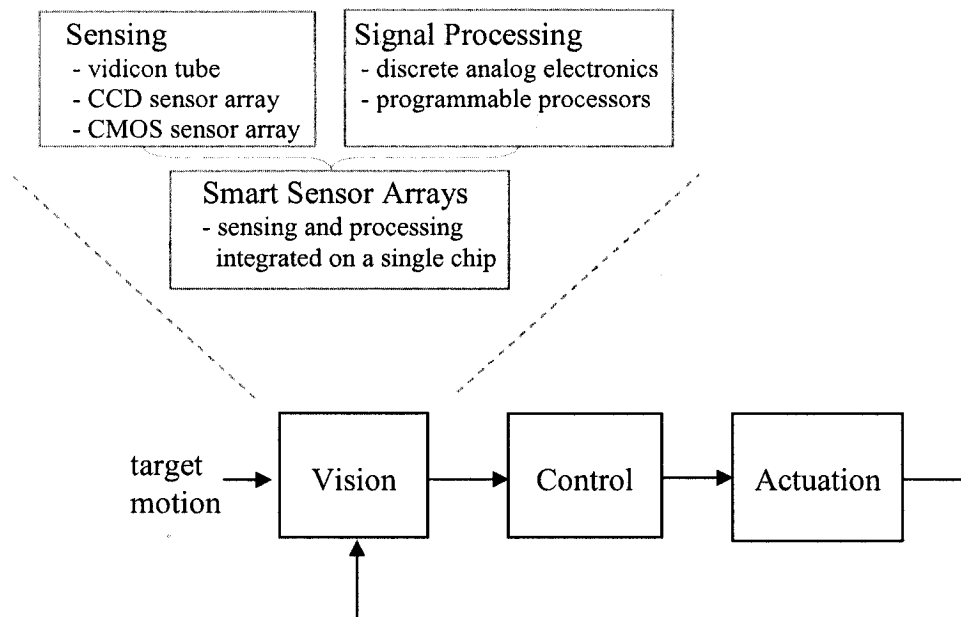 Sensing
- vidicon tube
- CCD sensor array
- CMOS sensor array
Signal Processing
- discrete analog electronics
- programmable processors
Smart Sensor Arrays
- sensing and processing
integrated on a single chip
target
motion
Vision
Control
Actuation